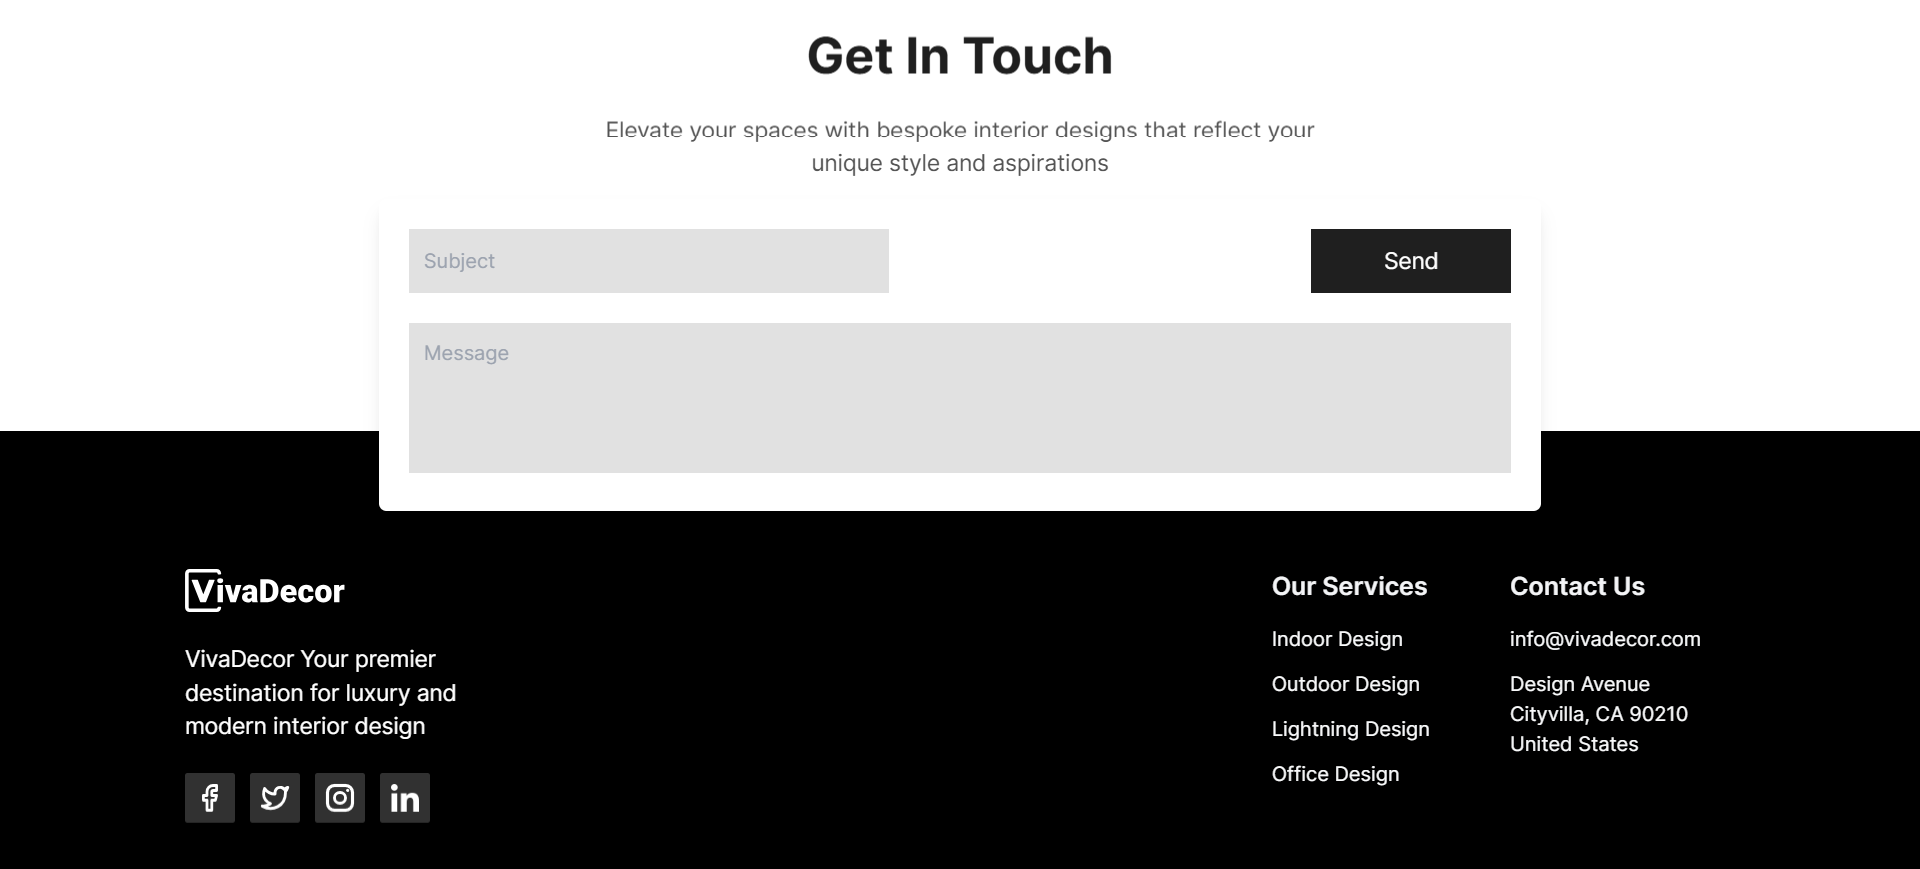 Get In Touch
Elevate your spaces with bespoke interior designs that reflect your
unique style and aspirations
Subject
Send
Message
VivaDecor
VivaDecor Your premier
destination for luxury and
modern interior design
Our Services
Indoor Design
Outdoor Design
Lightning Design
Office Design
Contact Us
info@vivadecor.com
Design Avenue
Cityvilla, CA 90210
United States